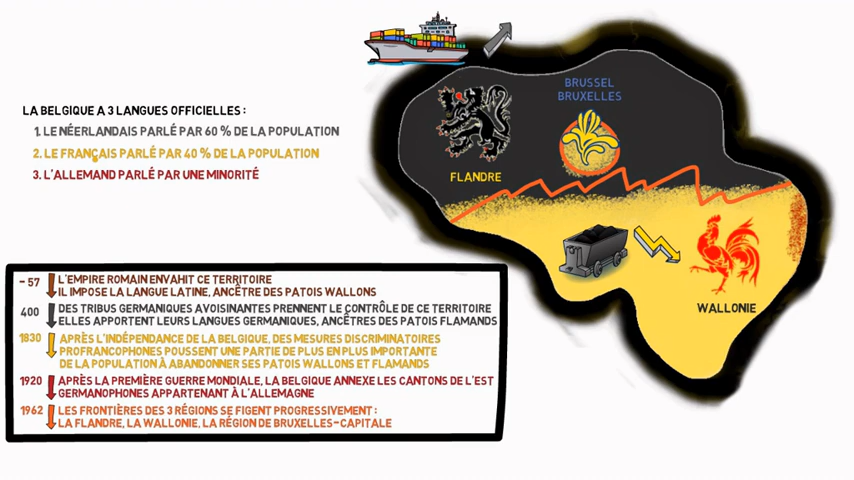 LA BELGIQUE A 3 LANGUES OFFICIELLES :
1. LE NÉERLANDAIS PARLÉ PAR 60 % DE LA POPULATION
2. LE FRANÇAIS PARLÉ PAR 40 % DE LA POPULATION
3. L'ALLEMAND PARLÉ PAR UNE MINORITÉ
BRUSSEL
BRUXELLES
FLANDRE
WALLONIE
- 57 L'EMPIRE ROMAIN ENVAHIT CE TERRITOIRE
IL IMPOSE LA LANGUE LATINE, ANCÊTRE DES PATOIS WALLONS
400 DES TRIBUS GERMANIQUES AVOISINANTES PRENNENT LE CONTRÔLE DE CE TERRITOIRE
ELLES APPORTENT LEURS LANGUES GERMANIQUES, ANCÊTRES DES PATOIS FLAMANDS
1830 APRÈS L'INDÉPENDANCE DE LA BELGIQUE, DES MESURES DISCRIMINATOIRES
PROFRANCOPHONES POUSSENT UNE PARTIE DE PLUS EN PLUS IMPORTANTE
DE LA POPULATION À ABANDONNER SES PATOIS WALLONS ET FLAMANDS
1920 APRÈS LA PREMIÈRE GUERRE MONDIALE, LA BELGIQUE ANNEXE LES CANTONS DE L'EST
GERMANOPHONES APPARTENANT À L'ALLEMAGNE
1962 LES FRONTIÈRES DES 3 RÉGIONS SE FIGENT PROGRESSIVEMENT :
LA FLANDRE, LA WALLONIE, LA RÉGION DE BRUXELLES-CAPITALE